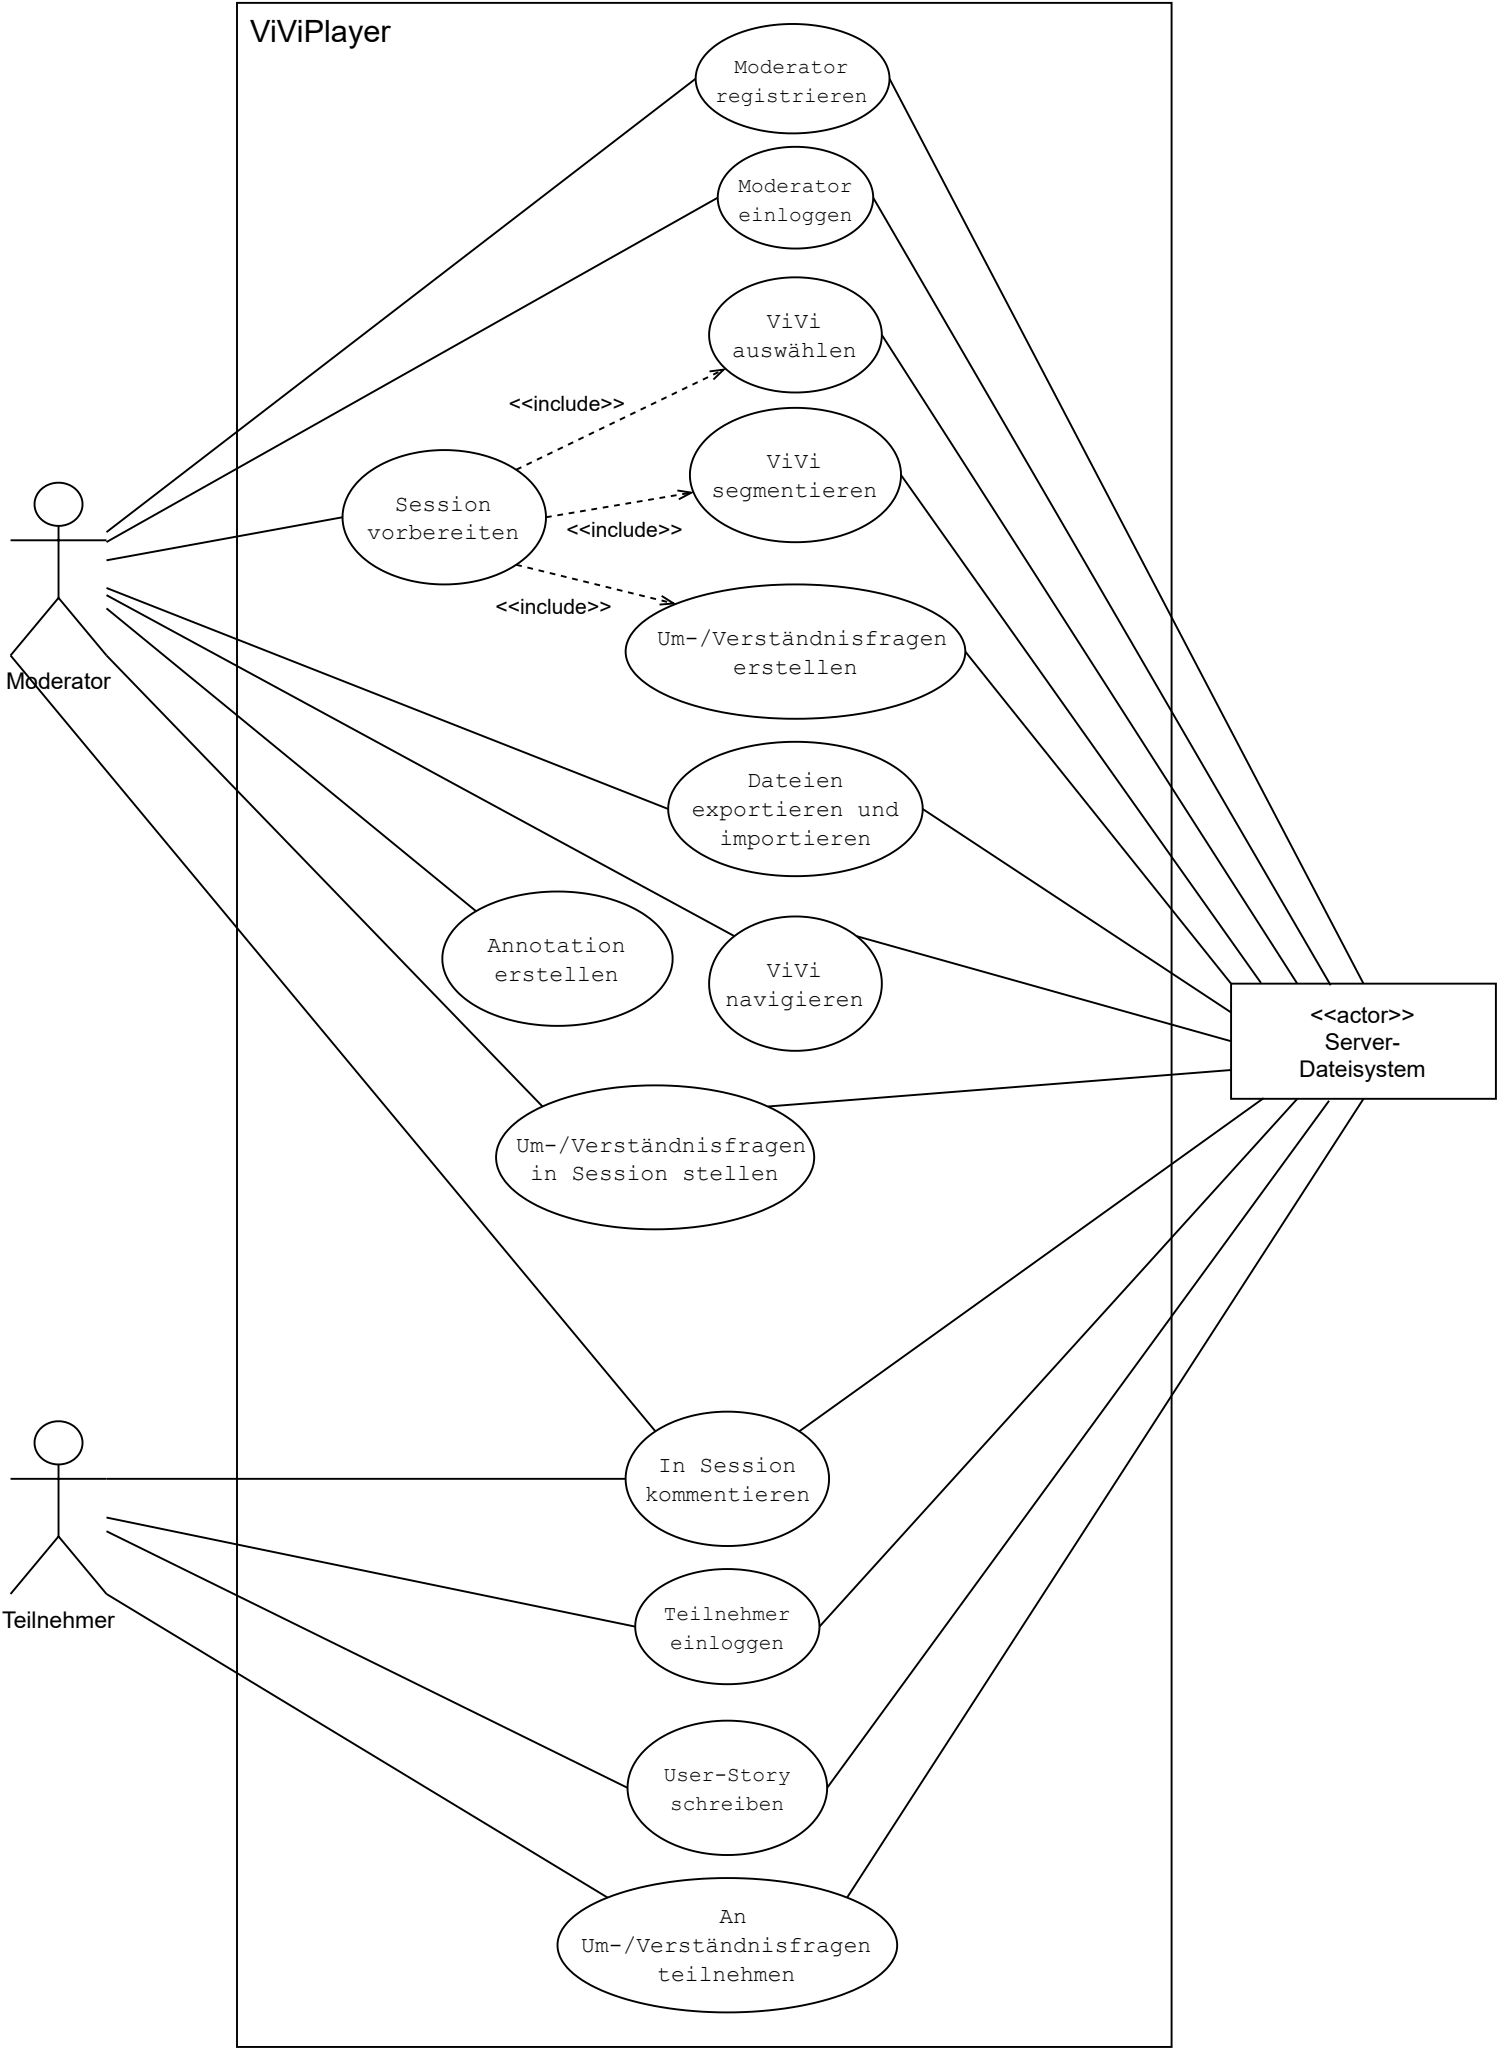 ViViPlayer
Moderator
registrieren
Moderator
einloggen
ViVi
auswählen
<<include>>
ViVi
segmentieren
Session
vorbereiten
<<include>>
<<include>>
Um-/Verständnisfragen
erstellen
Moderator
Dateien
exportieren und
importieren
Annotation
erstellen
ViVi
navigieren
<<actor>>
Server-
Dateisystem
Um-/Verständnisfragen
in Session stellen
In Session
kommentieren
Teilnehmer
Teilnehmer
einloggen
User-Story
schreiben
An
Um-/Verständnisfragen
teilnehmen